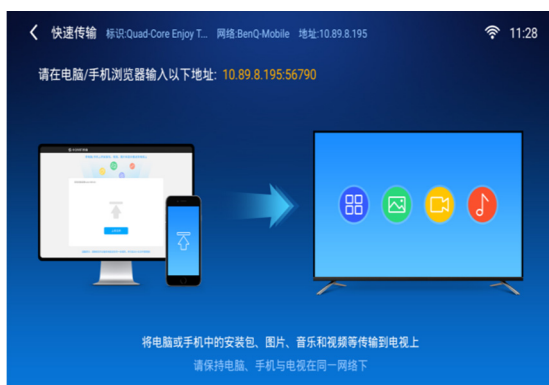 快速传输 标识:Quad-Core Enjoy T... 网络:BenQ-Mobile 地址:10.89.8.195 11:28
请在电脑/手机浏览器输入以下地址: 10.89.8.195:56790
将电脑或手机中的安装包、图片、音乐和视频等传输到电视上
请保持电脑、手机与电视在同一网络下